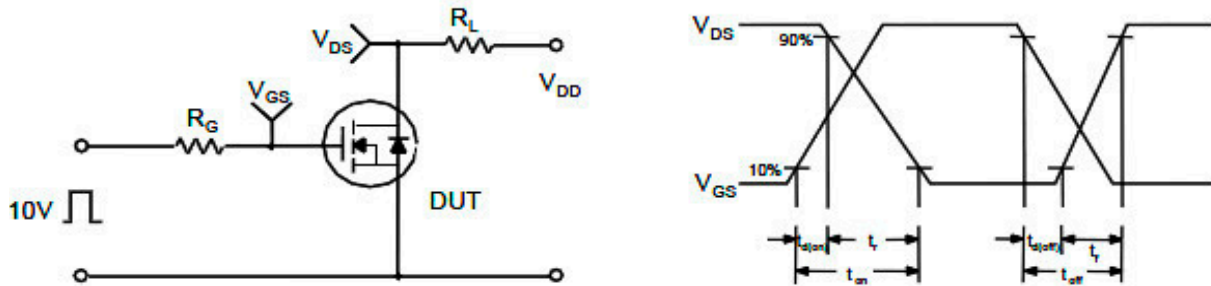 V_DS
R_L
V_DD
V_GS
R_G
10V
DUT
V_DS
90%
10%
V_GS
t_d(on)
t_r
t_on
t_d(off)
t_f
t_off